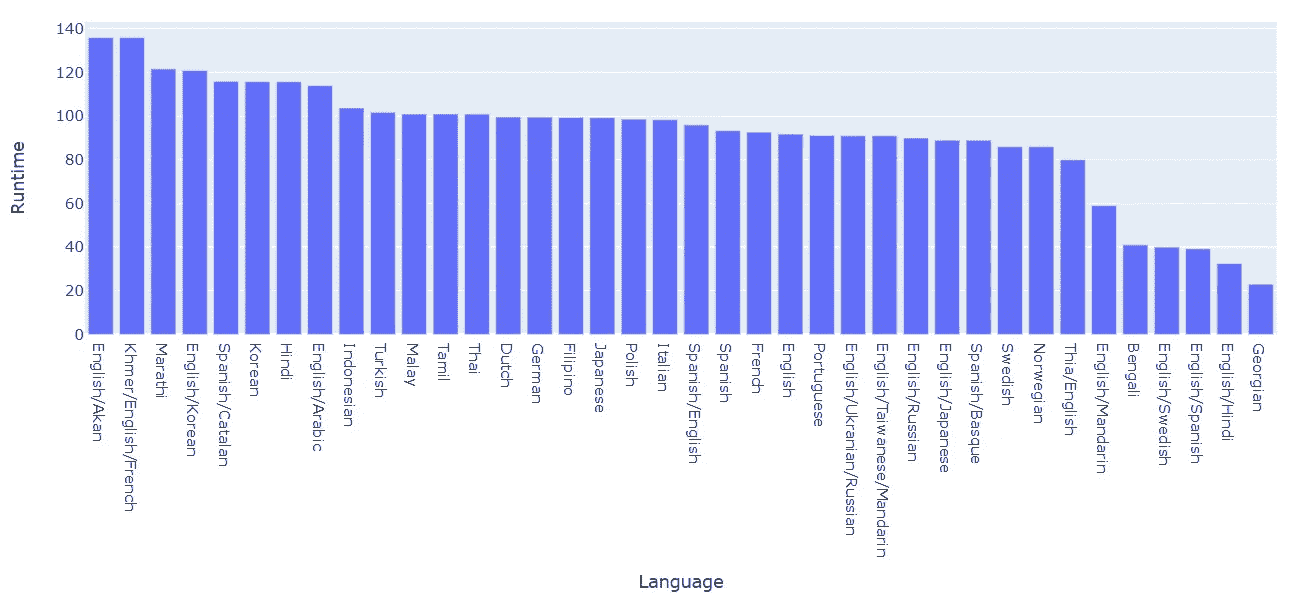 140
120
100
80
60
40
20
0
Runtime
English/Akan
Khmer/English/French
Marathi
English/Korean
Spanish/Catalan
Korean
Hindi
English/Arabic
Indonesian
Turkish
Malay
Tamil
Thai
Dutch
German
Filipino
Japanese
Polish
Italian
Spanish/English
Spanish
French
English
Portuguese
English/Ukranian/Russian
English/Taiwanese/Mandarin
English/Russian
English/Japanese
Spanish/Basque
Swedish
Norwegian
Thia/English
English/Mandarin
Bengali
English/Swedish
English/Spanish
English/Hindi
Georgian
Language